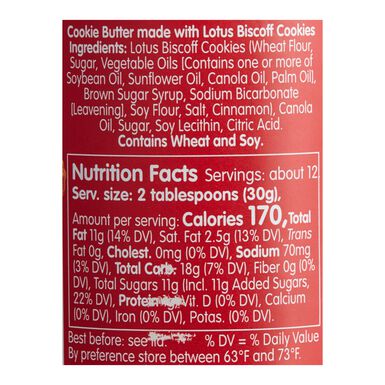 Cookie Butter made with Lotus Biscoff Cookies
Ingredients: Lotus Biscoff Cookies (Wheat Flour,
Sugar, Vegetable Oils [Contains one or more of
Soybean Oil, Sunflower Oil, Canola Oil, Palm Oil],
Brown Sugar Syrup, Sodium Bicarbonate
[Leavening], Soy Flour, Salt, Cinnamon), Canola
Oil, Sugar, Soy Lecithin, Citric Acid.
Contains Wheat and Soy.
Nutrition Facts Servings: about 12,
Serv. size: 2 tablespoons (30g),
Amount per serving: Calories 170, Total
Fat 11g (14% DV), Sat. Fat 2.5g (13% DV), Trans
Fat 0g, Cholest. 0mg (0% DV), Sodium 70mg
(3% DV), Total Carb. 18g (7% DV), Fiber 0g (0%
DV), Total Sugars 11g (Incl. 11g Added Sugars,
22% DV), Vit. D (0% DV), Calcium
(0% DV), Iron (0% DV), Potas. (0% DV).
Best before: see % DV = % Daily Value
By preference store between 63°F and 73°F.